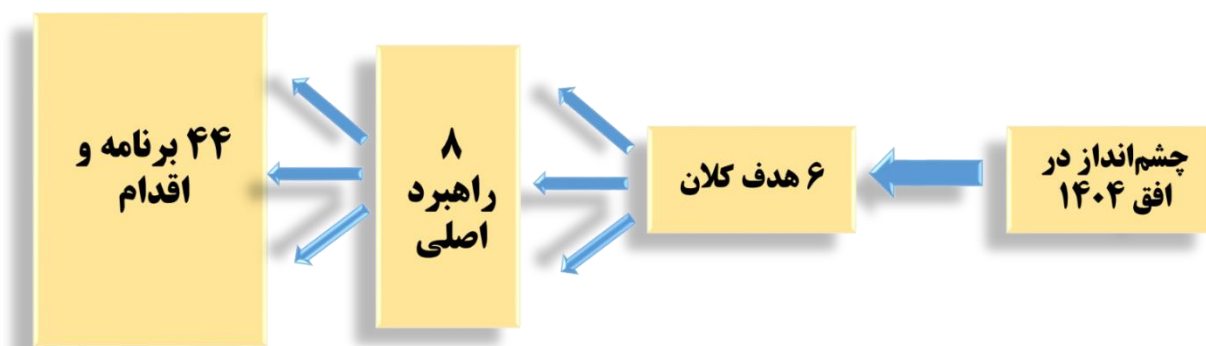 چشم‌انداز در
افق ۱۴۰۴
۶ هدف کلان
۸
راهبرد
اصلی
۴۴ برنامه و
اقدام